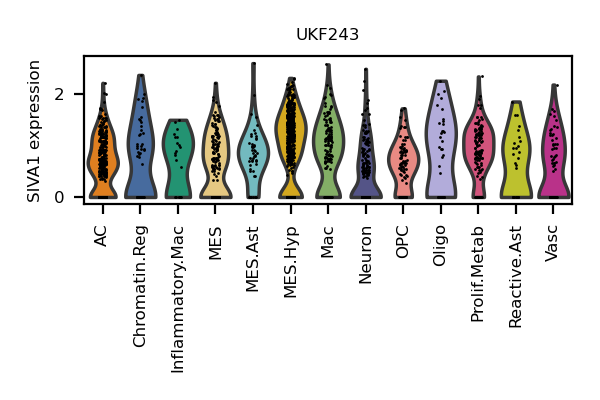 UKF243
SIVA1 expression
2
0
AC
Chromatin.Reg
Inflammatory.Mac
MES
MES.Ast
MES.Hyp
Mac
Neuron
OPC
Oligo
Prolif.Metab
Reactive.Ast
Vasc